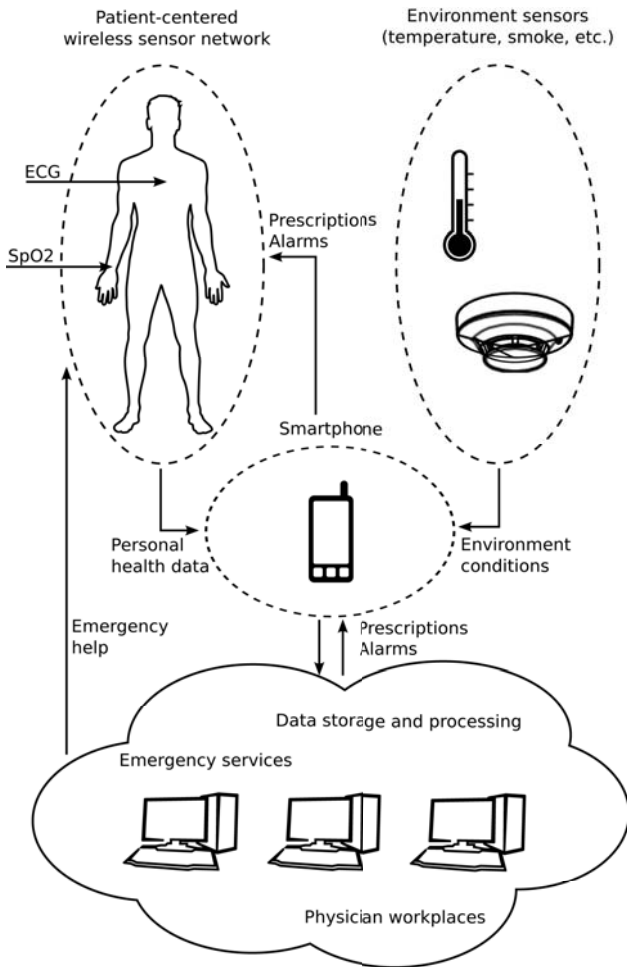 Patient-centered
wireless sensor network
Environment sensors
(temperature, smoke, etc.)
ECG
SpO2
Prescriptions
Alarms
Smartphone
Personal
health data
Environment
conditions
Emergency
help
Prescriptions
Alarms
Data storage and processing
Emergency services
Physician workplaces